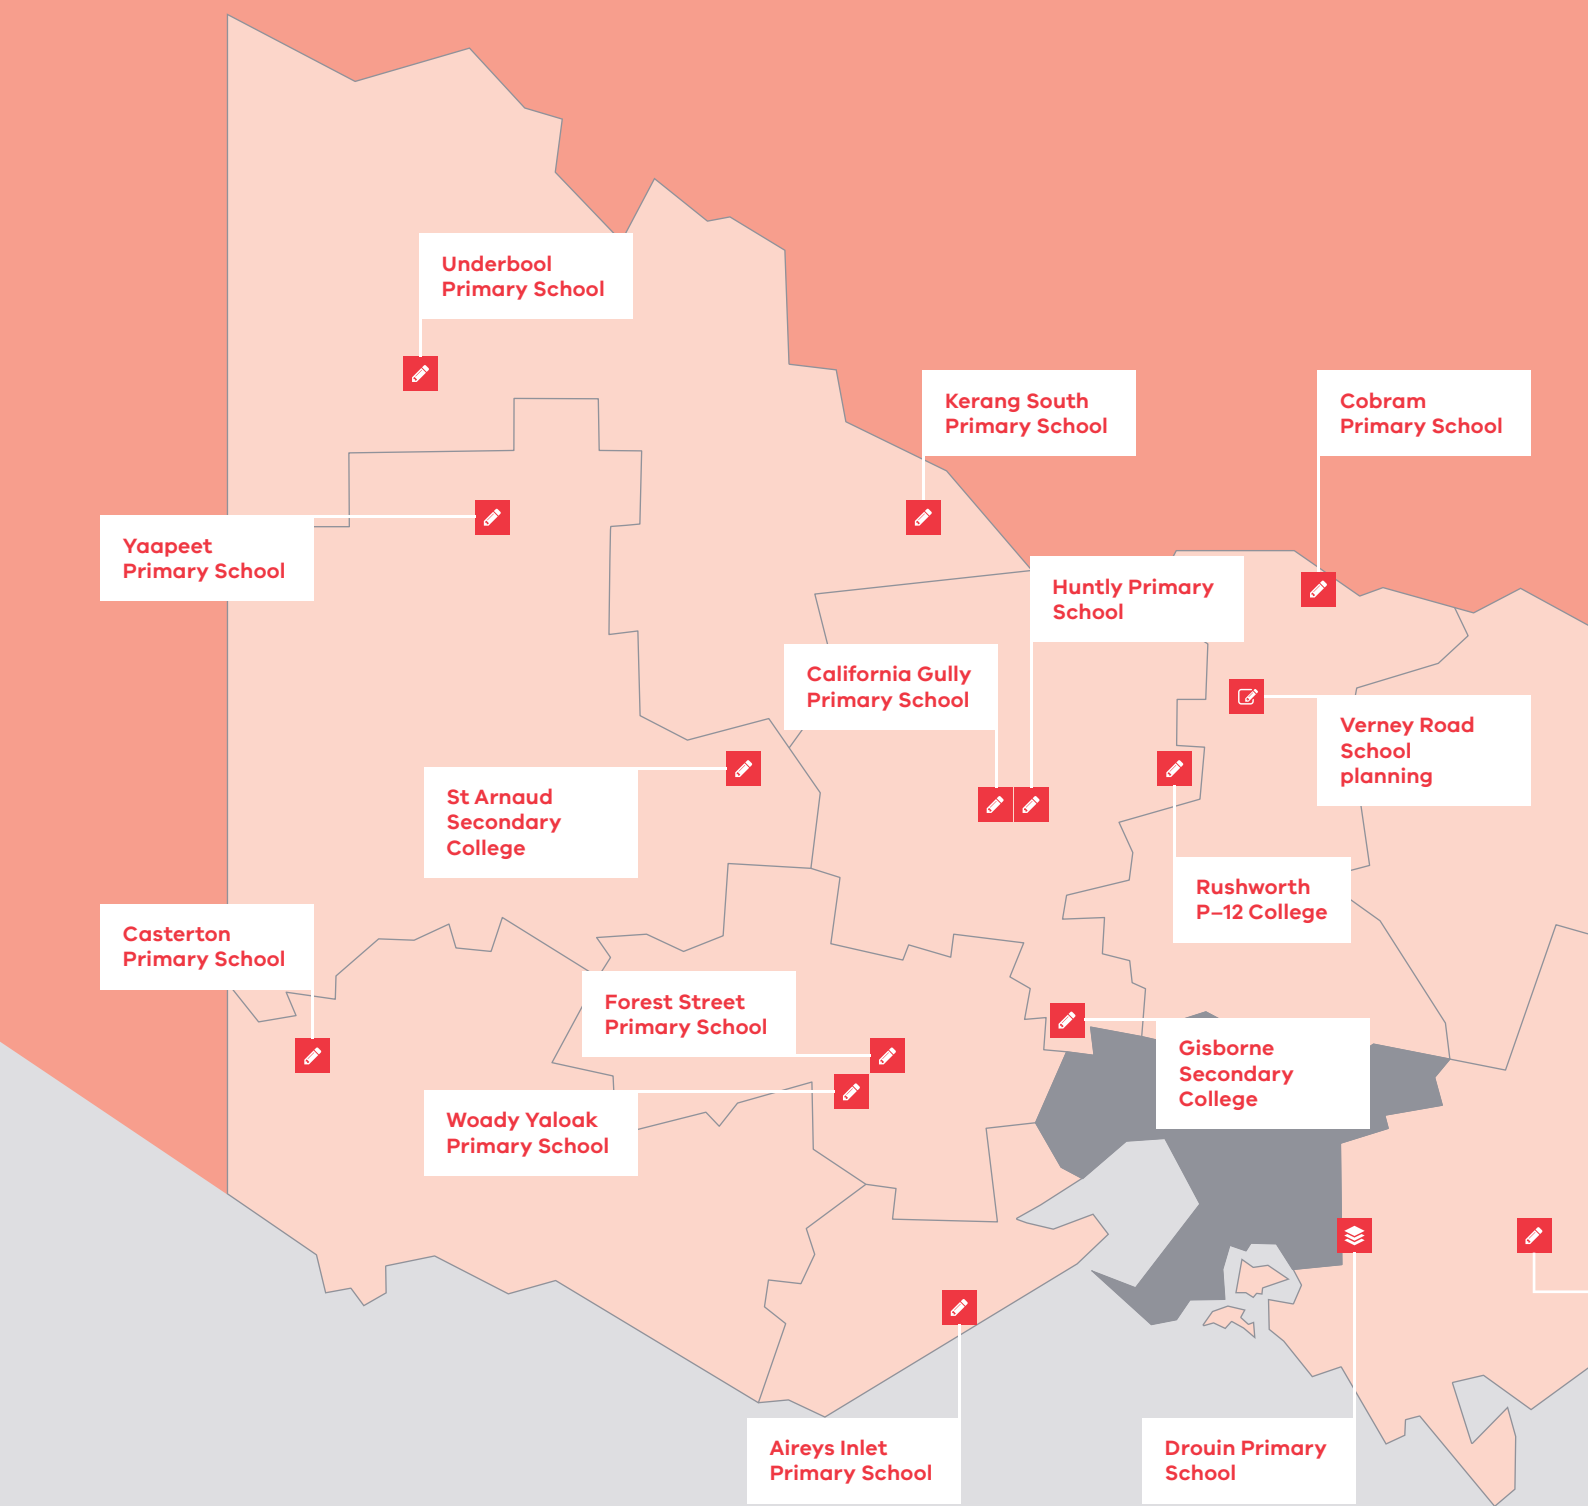 Underbool
Primary School
Kerang South
Primary School
Cobram
Primary School
Yaapeet
Primary School
Huntly Primary
School
California Gully
Primary School
Verney Road
School
planning
St Arnaud
Secondary
College
Rushworth
P–12 College
Casterton
Primary School
Forest Street
Primary School
Gisborne
Secondary
College
Woady Yaloak
Primary School
Aireys Inlet
Primary School
Drouin Primary
School